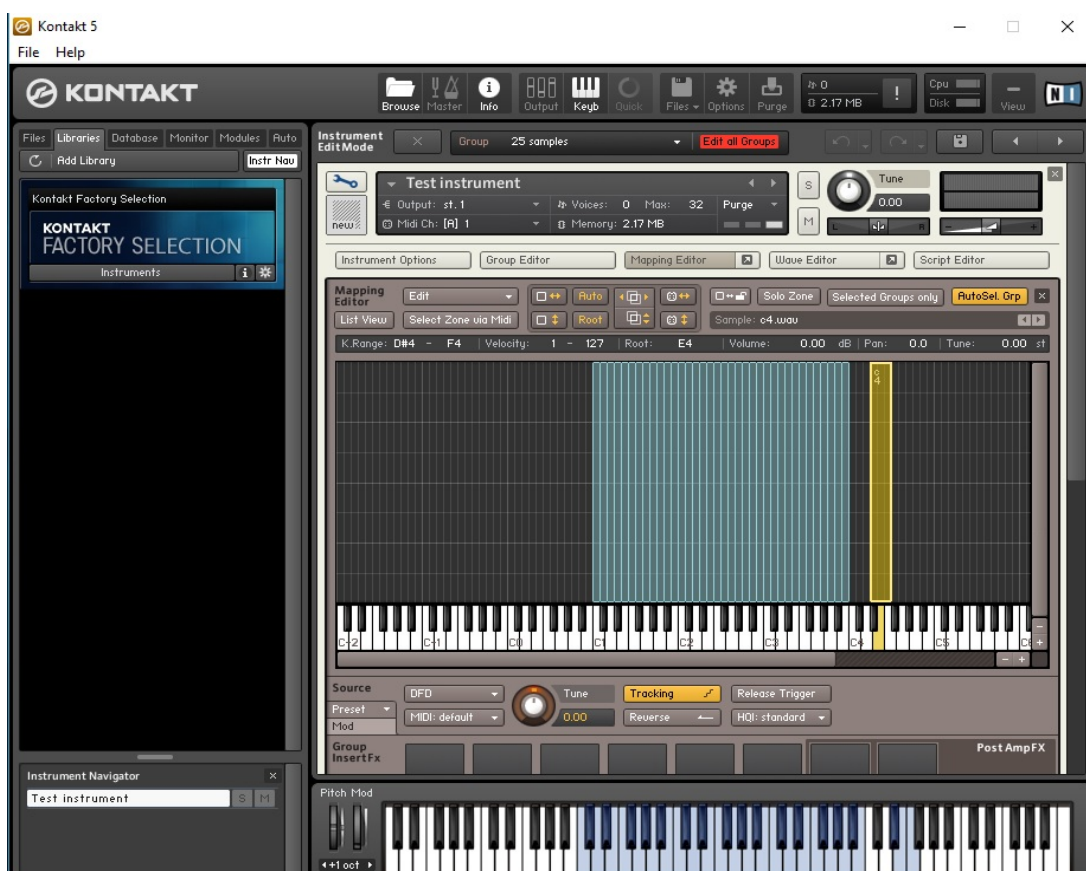 Kontakt 5
File Help
KONTAKT
Browse Master Info Output Keyb Quick Files Options Purge
0
2.17 MB
!
Cpu
Disk
View
NI
Files Libraries Database Monitor Modules Auto
Add Library Instr Nav
Kontakt Factory Selection
KONTAKT
FACTORY SELECTION
Instruments i
Instrument
Edit Mode
Group 25 samples Edit all Groups
new
Test instrument
Output: st. 1 Voices: 0 Max: 32 Purge
Midi Ch: [A] 1 Memory: 2.17 MB
S
M
Tune
0.00
L R
- +
Instrument Options Group Editor Mapping Editor Wave Editor Script Editor
Mapping
Editor
Edit Auto Solo Zone Selected Groups only AutoSel. Grp
List View Select Zone via Midi Root Sample: c4.wav
K.Range: D#4 - F4 Velocity: 1 - 127 Root: E4 Volume: 0.00 dB Pan: 0.0 Tune: 0.00 st
c
4
C-2 C-1 C0 C1 C2 C3 C4 C5
- +
Source
Preset
Mod
DFD Tune Tracking Release Trigger
MIDI: default 0.00 Reverse HQI: standard
Group
InsertFx
Post AmpFX
Instrument Navigator
Test instrument S M
Pitch Mod
+1 oct